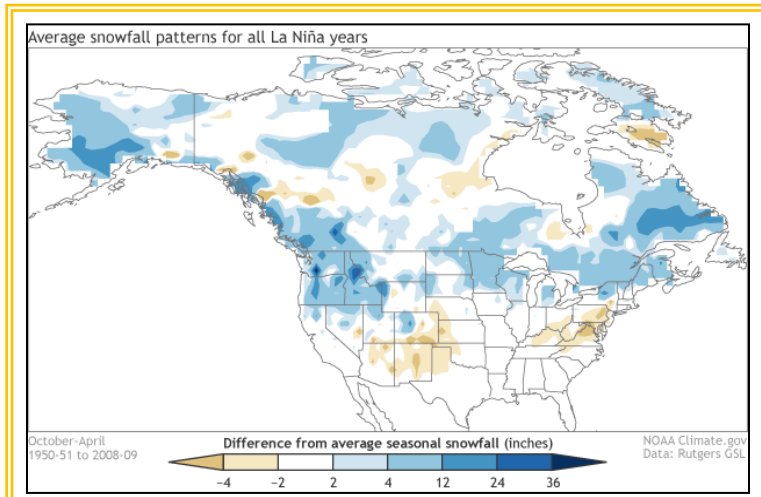 Average snowfall patterns for all La Niña years
October-April
1950-51 to 2008-09
Difference from average seasonal snowfall (inches)
NOAA Climate.gov
Data: Rutgers GSL
−4 −2 2 4 12 24 36